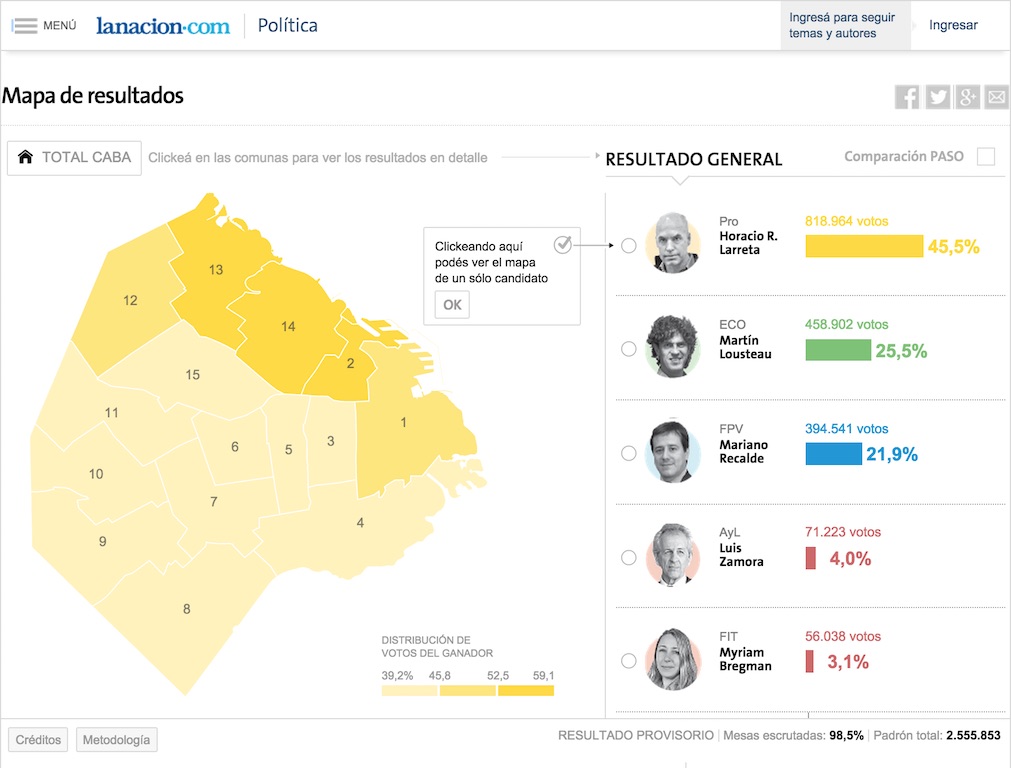 MENÚ
lanacion.com
Política
Ingresá para seguir
temas y autores
Ingresar
Mapa de resultados
TOTAL CABA
Clickeá en las comunas para ver los resultados en detalle
RESULTADO GENERAL
Comparación PASO
Clickeando aquí
podés ver el mapa
de un sólo candidato
OK
13
12
14
2
15
11
1
3
6
5
10
7
4
9
8
DISTRIBUCIÓN DE
VOTOS DEL GANADOR
39,2% 45,8 52,5 59,1
Pro
Horacio R.
Larreta
818.964 votos
45,5%
ECO
Martín
Lousteau
458.902 votos
25,5%
FPV
Mariano
Recalde
394.541 votos
21,9%
AyL
Luis
Zamora
71.223 votos
4,0%
FIT
Myriam
Bregman
56.038 votos
3,1%
Créditos
Metodología
RESULTADO PROVISORIO | Mesas escrutadas: 98,5% | Padrón total: 2.555.853